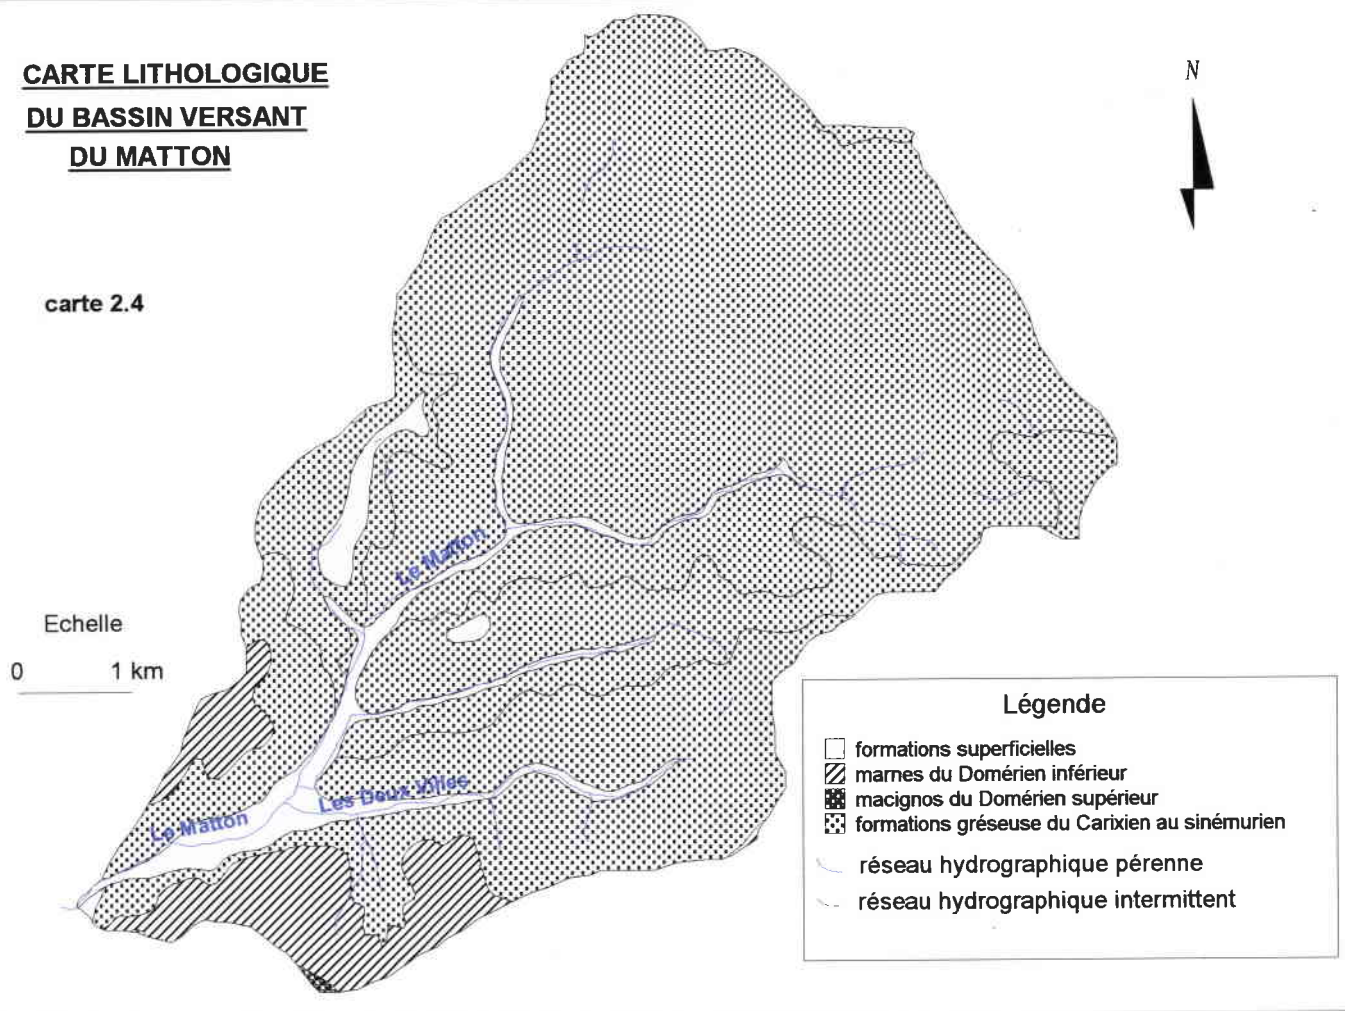 CARTE LITHOLOGIQUE
DU BASSIN VERSANT
DU MATTON
N
carte 2.4
Le Matton
Echelle
0 1 km
Les Deux Villes
Le Matton
Légende
formations superficielles
marnes du Domérien inférieur
macignos du Domérien supérieur
formations gréseuse du Carixien au sinémurien
réseau hydrographique pérenne
réseau hydrographique intermittent